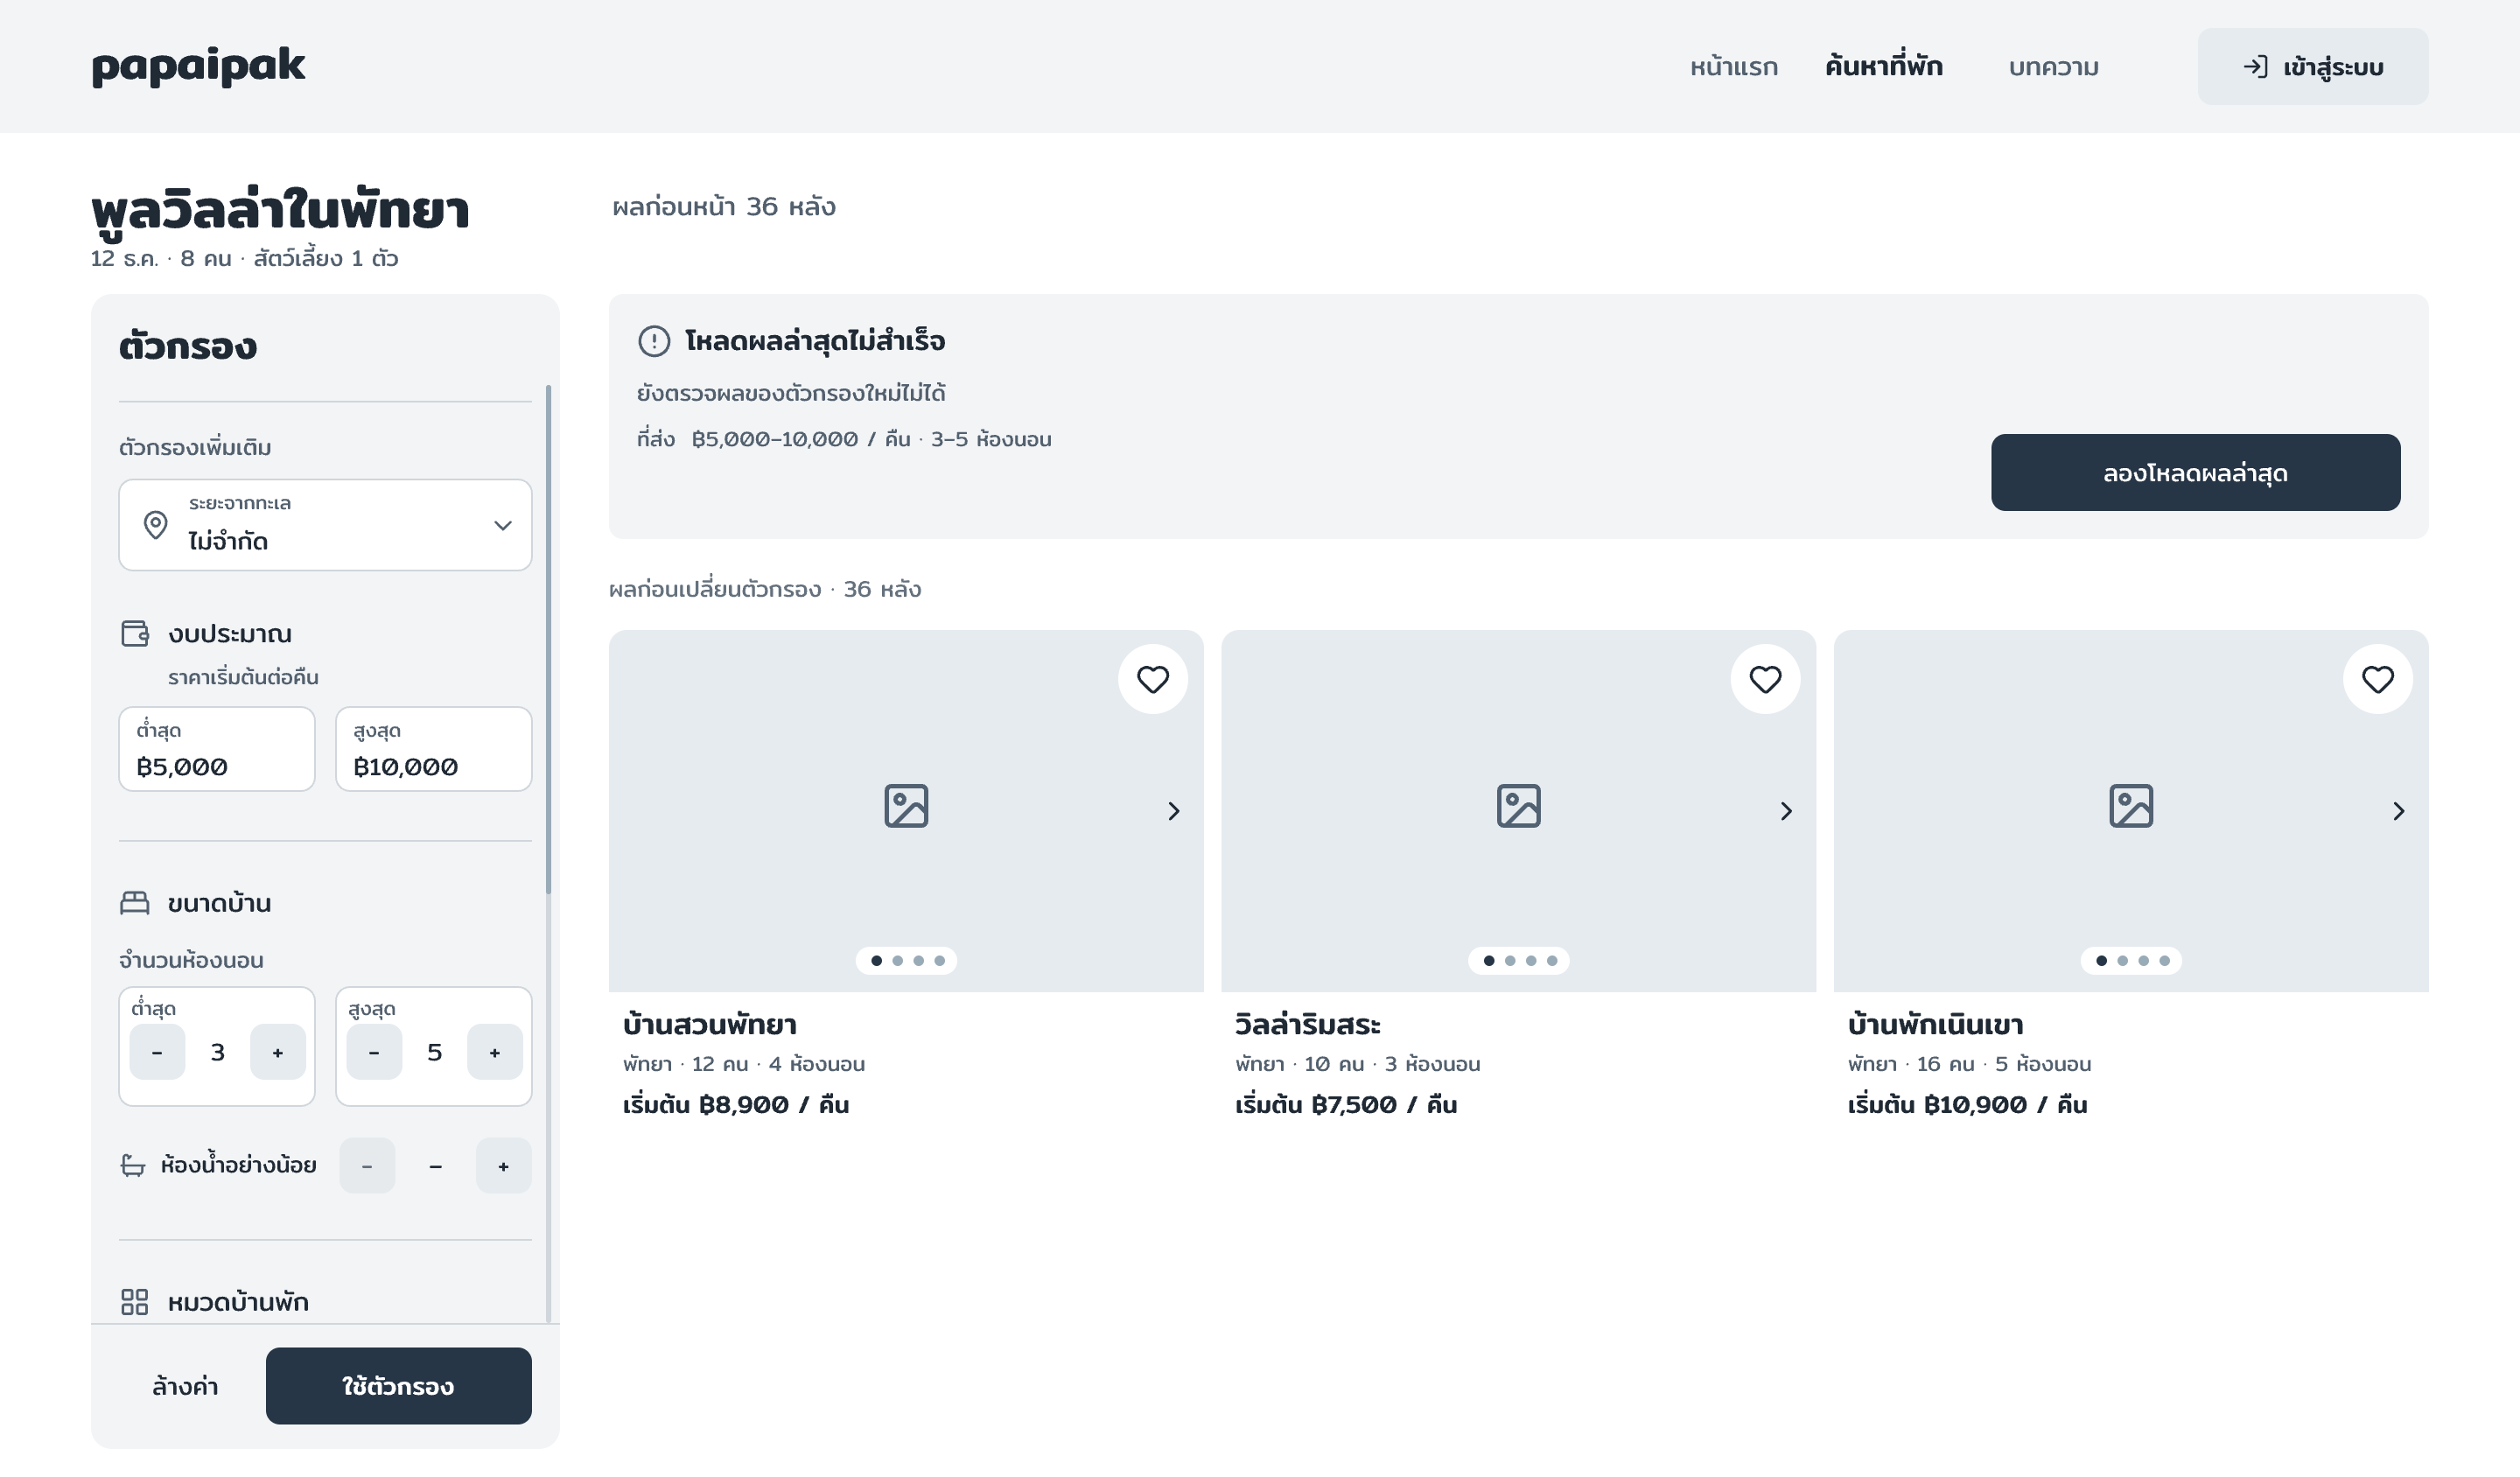 papaipak
หน้าแรก
ค้นหาที่พัก
บทความ
เข้าสู่ระบบ
พูลวิลล่าในพัทยา
12 ธ.ค. · 8 คน · สัตว์เลี้ยง 1 ตัว
ผลก่อนหน้า 36 หลัง
ตัวกรอง
ตัวกรองเพิ่มเติม
ระยะจากทะเล
ไม่จำกัด
งบประมาณ
ราคาเริ่มต้นต่อคืน
ต่ำสุด
฿5,000
สูงสุด
฿10,000
ขนาดบ้าน
จำนวนห้องนอน
ต่ำสุด
- 3 +
สูงสุด
- 5 +
ห้องน้ำอย่างน้อย - – +
หมวดบ้านพัก
ล้างค่า
ใช้ตัวกรอง
โหลดผลล่าสุดไม่สำเร็จ
ยังตรวจผลของตัวกรองใหม่ไม่ได้
ที่ส่ง ฿5,000–10,000 / คืน · 3–5 ห้องนอน
ลองโหลดผลล่าสุด
ผลก่อนเปลี่ยนตัวกรอง · 36 หลัง
บ้านสวนพัทยา
พัทยา · 12 คน · 4 ห้องนอน
เริ่มต้น ฿8,900 / คืน
วิลล่าริมสระ
พัทยา · 10 คน · 3 ห้องนอน
เริ่มต้น ฿7,500 / คืน
บ้านพักเนินเขา
พัทยา · 16 คน · 5 ห้องนอน
เริ่มต้น ฿10,900 / คืน